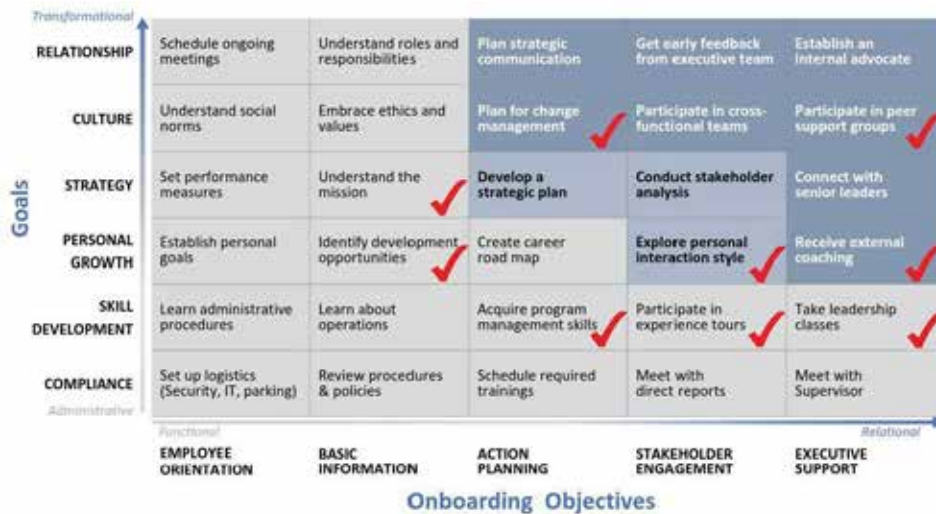 Transformational
RELATIONSHIP
Schedule ongoing
meetings
Understand roles and
responsibilities
Plan strategic
communication
Get early feedback
from executive team
Establish an
internal advocate
CULTURE
Understand social
norms
Embrace ethics and
values
Plan for change
management
Participate in cross-
functional teams
Participate in peer
support groups
Goals
STRATEGY
Set performance
measures
Understand the
mission
Develop a
strategic plan
Conduct stakeholder
analysis
Connect with
senior leaders
PERSONAL
GROWTH
Establish personal
goals
Identify development
opportunities
Create career
road map
Explore personal
interaction style
Receive external
coaching
SKILL
DEVELOPMENT
Learn administrative
procedures
Learn about
operations
Acquire program
management skills
Participate in
experience tours
Take leadership
classes
COMPLIANCE
Set up logistics
(Security, IT, parking)
Review procedures
& policies
Schedule required
trainings
Meet with
direct reports
Meet with
Supervisor
Administrative
Functional
Relational
EMPLOYEE
ORIENTATION
BASIC
INFORMATION
ACTION
PLANNING
STAKEHOLDER
ENGAGEMENT
EXECUTIVE
SUPPORT
Onboarding Objectives